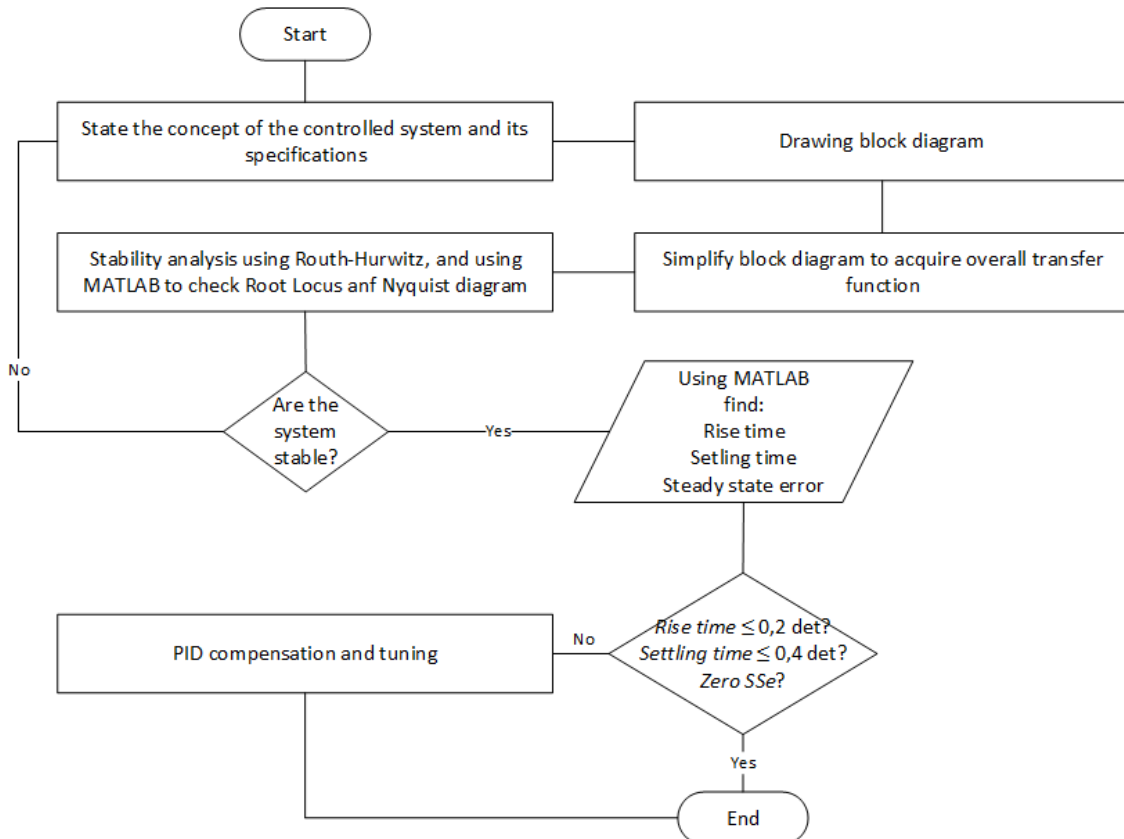 Start
State the concept of the controlled system and its
specifications
Drawing block diagram
Stability analysis using Routh-Hurwitz, and using
MATLAB to check Root Locus anf Nyquist diagram
Simplify block diagram to acquire overall transfer
function
No
Are the
system
stable?
Yes
Using MATLAB
find:
Rise time
Setling time
Steady state error
PID compensation and tuning
No
Rise time ≤ 0,2 det?
Settling time ≤ 0,4 det?
Zero SSe?
Yes
End